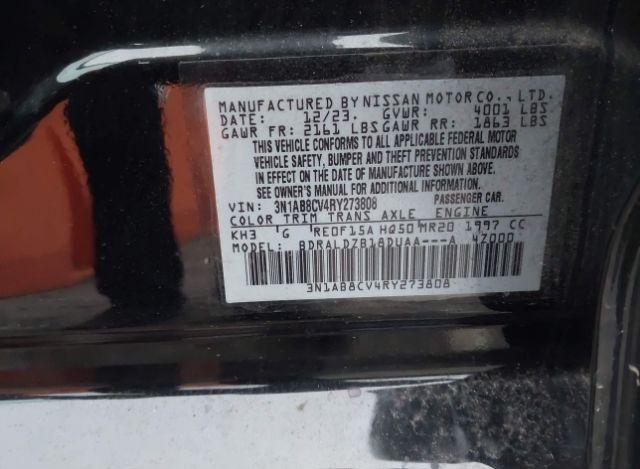 MANUFACTURED BY NISSAN MOTOR CO., LTD.
DATE: 12/23. GVWR: 4001 LBS
GAWR FR: 2161 LBS GAWR RR: 1863 LBS
THIS VEHICLE CONFORMS TO ALL APPLICABLE FEDERAL MOTOR
VEHICLE SAFETY, BUMPER AND THEFT PREVENTION STANDARDS
IN EFFECT ON THE DATE OF MANUFACTURE SHOWN ABOVE.
SEE OWNER'S MANUAL FOR ADDITIONAL INFORMATION.
VIN: 3N1AB8CV4RY273808 PASSENGER CAR.
COLOR TRIM TRANS AXLE ENGINE
KH3 G RE0F15A HQ50 MR20 1997 CC
MODEL: BDRALDZB18DUAA---A 4Z000
3N1AB8CV4RY273808